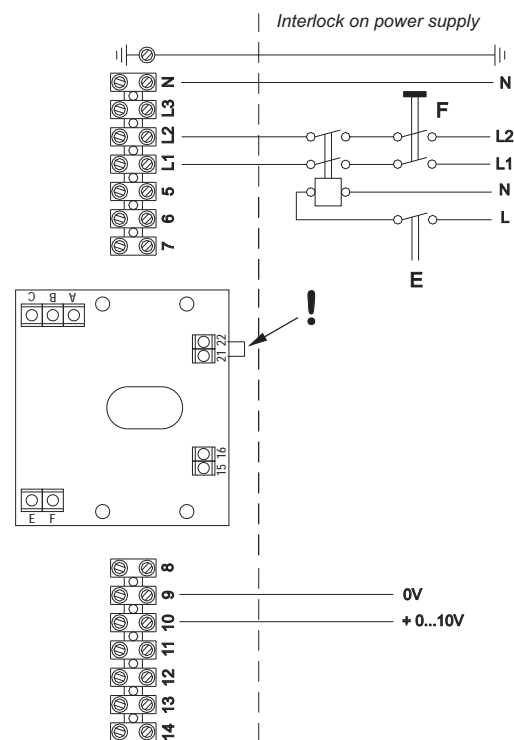 Interlock on power supply
N
N
L3
F
L2
L2
L1
L1
5
N
6
L
7
E
!
C B A
22
21
16
15
E F
8
9
0V
10
+ 0...10V
11
12
13
14